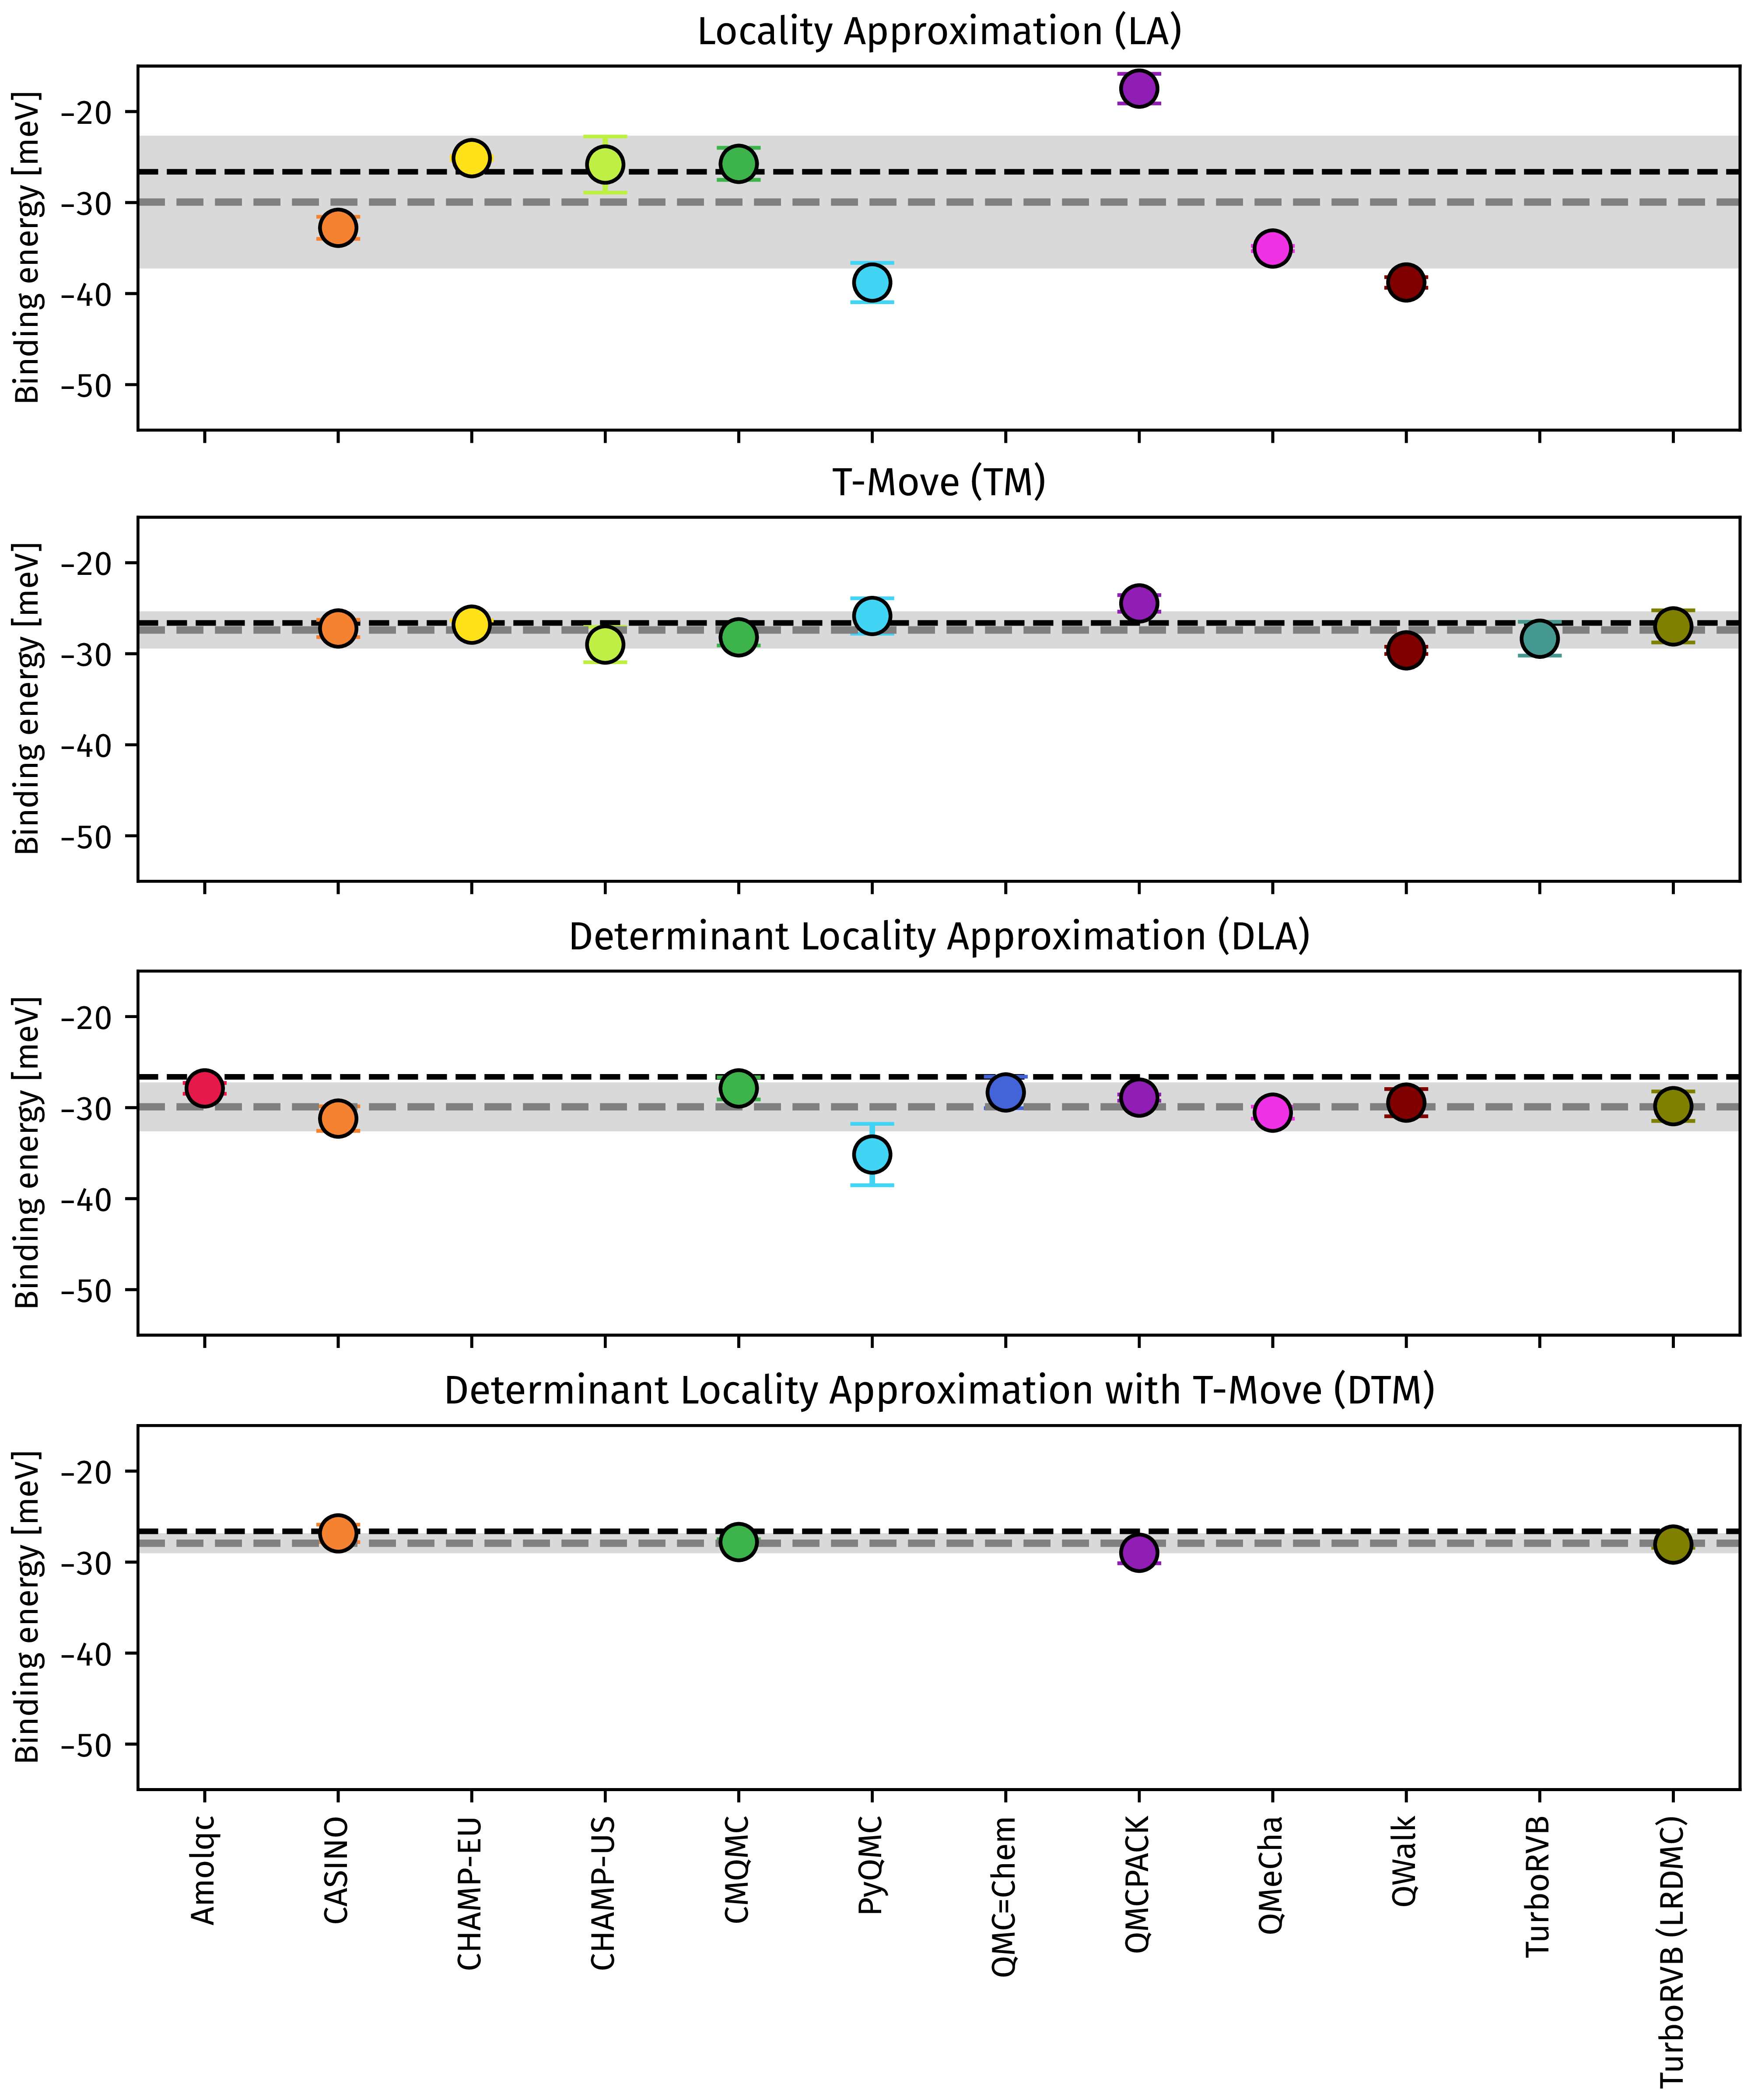 Locality Approximation (LA)
Binding energy [meV]
−20
−30
−40
−50
T-Move (TM)
Binding energy [meV]
−20
−30
−40
−50
Determinant Locality Approximation (DLA)
Binding energy [meV]
−20
−30
−40
−50
Determinant Locality Approximation with T-Move (DTM)
Binding energy [meV]
−20
−30
−40
−50
Amolqc
CASINO
CHAMP-EU
CHAMP-US
CMQMC
PyQMC
QMC=Chem
QMCPACK
QMeCha
QWalk
TurboRVB
TurboRVB (LRDMC)